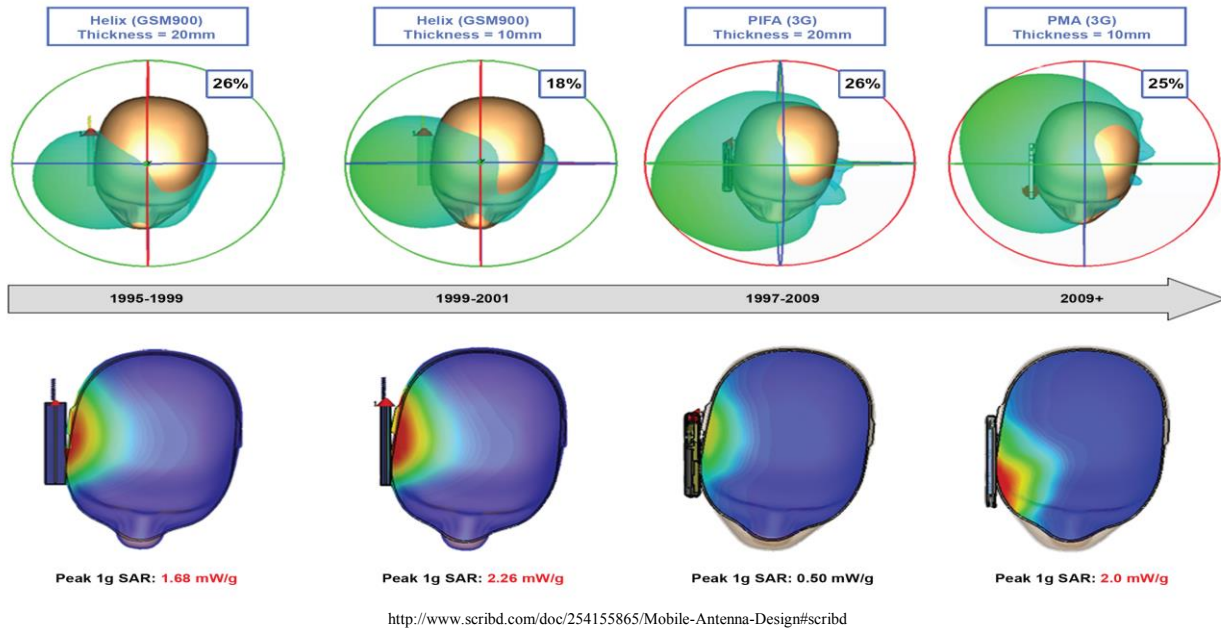 Helix (GSM900)
Thickness = 20mm
Helix (GSM900)
Thickness = 10mm
PIFA (3G)
Thickness = 20mm
PMA (3G)
Thickness = 10mm
26%
18%
26%
25%
1995-1999
1999-2001
1997-2009
2009+
Peak 1g SAR: 1.68 mW/g
Peak 1g SAR: 2.26 mW/g
Peak 1g SAR: 0.50 mW/g
Peak 1g SAR: 2.0 mW/g
http://www.scribd.com/doc/254155865/Mobile-Antenna-Design#scribd